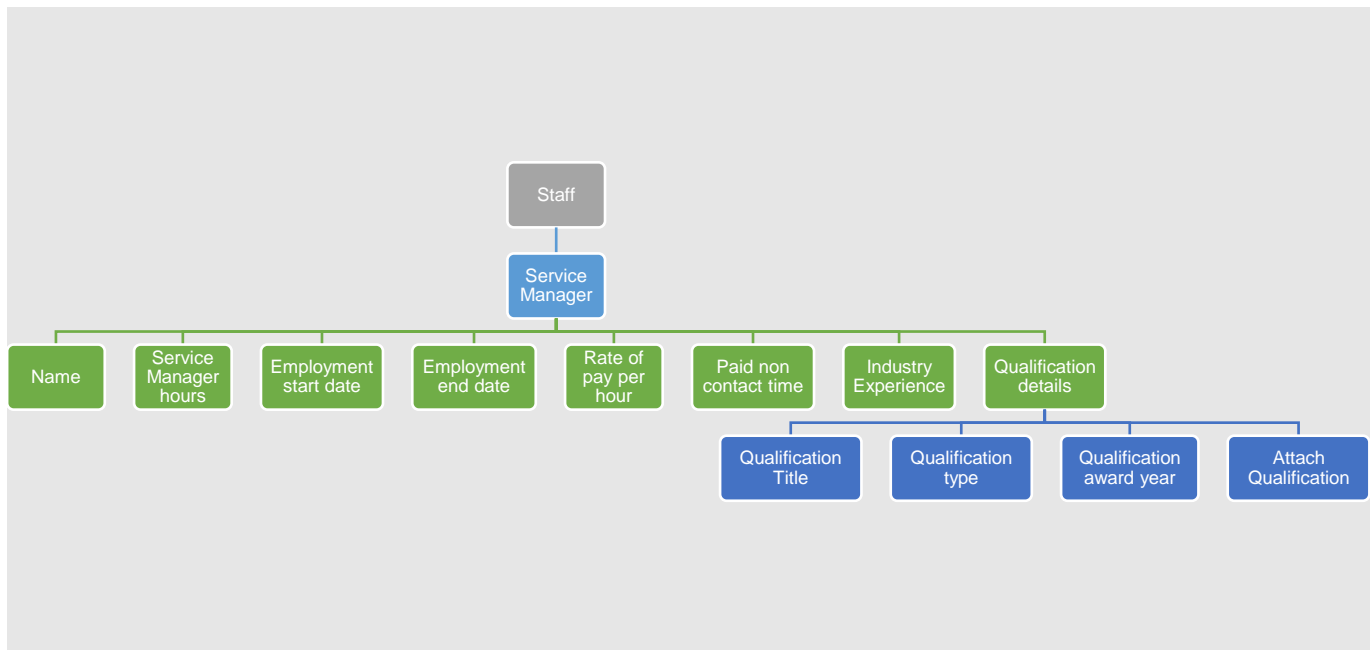 Staff
Service
Manager
Name
Service
Manager
hours
Employment
start date
Employment
end date
Rate of
pay per
hour
Paid non
contact time
Industry
Experience
Qualification
details
Qualification
Title
Qualification
type
Qualification
award year
Attach
Qualification